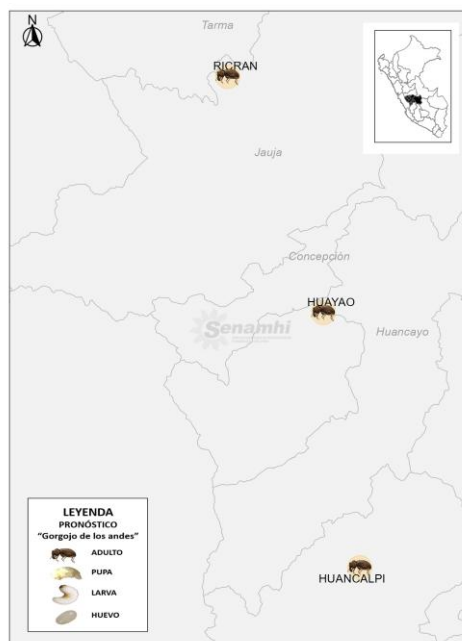 N
Tarma
RICRAN
Jauja
Concepción
HUAYAO
Senamhi
Huancayo
HUANCALPI
LEYENDA
PRONÓSTICO
"Gorgojo de los andes"
ADULTO
PUPA
LARVA
HUEVO